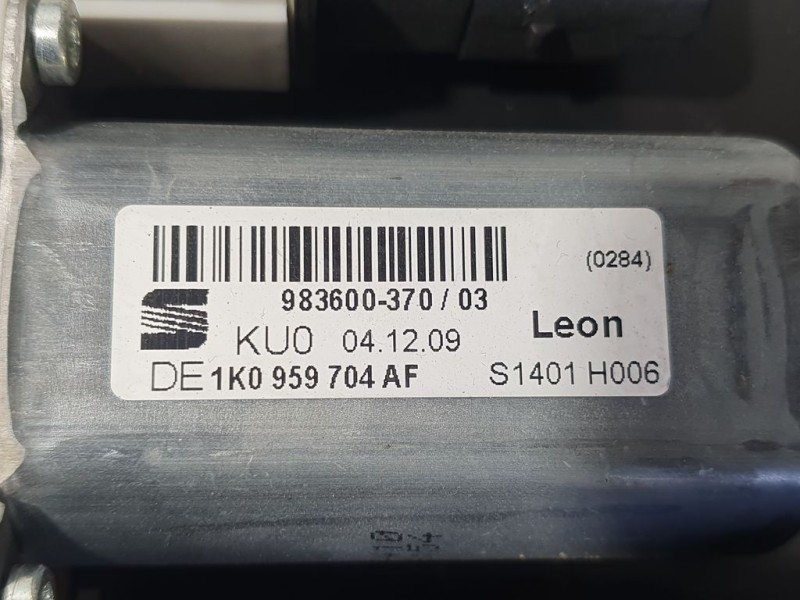 (0284)
983600-370 / 03
Leon
KU0 04.12.09
DE 1K0 959 704 AF S1401 H006